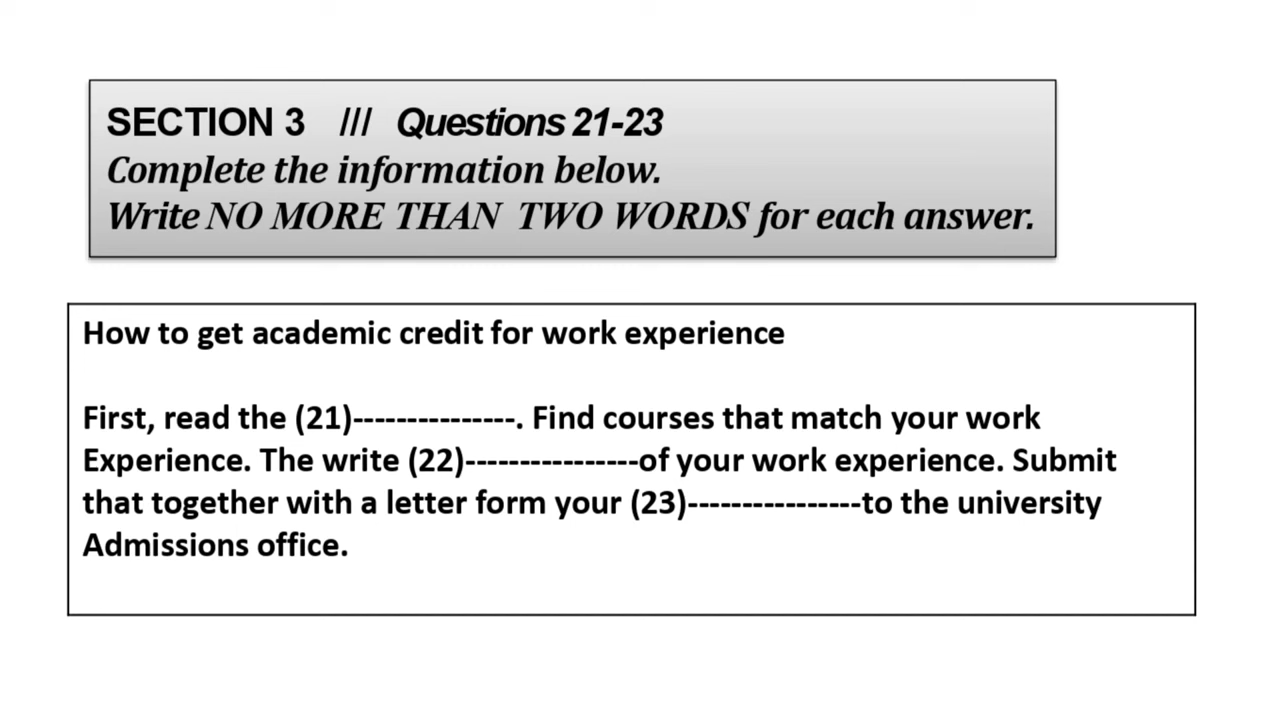 SECTION 3 /// Questions 21-23
Complete the information below.
Write NO MORE THAN TWO WORDS for each answer.
How to get academic credit for work experience
First, read the (21)---------------. Find courses that match your work
Experience. The write (22)----------------of your work experience. Submit
that together with a letter form your (23)----------------to the university
Admissions office.